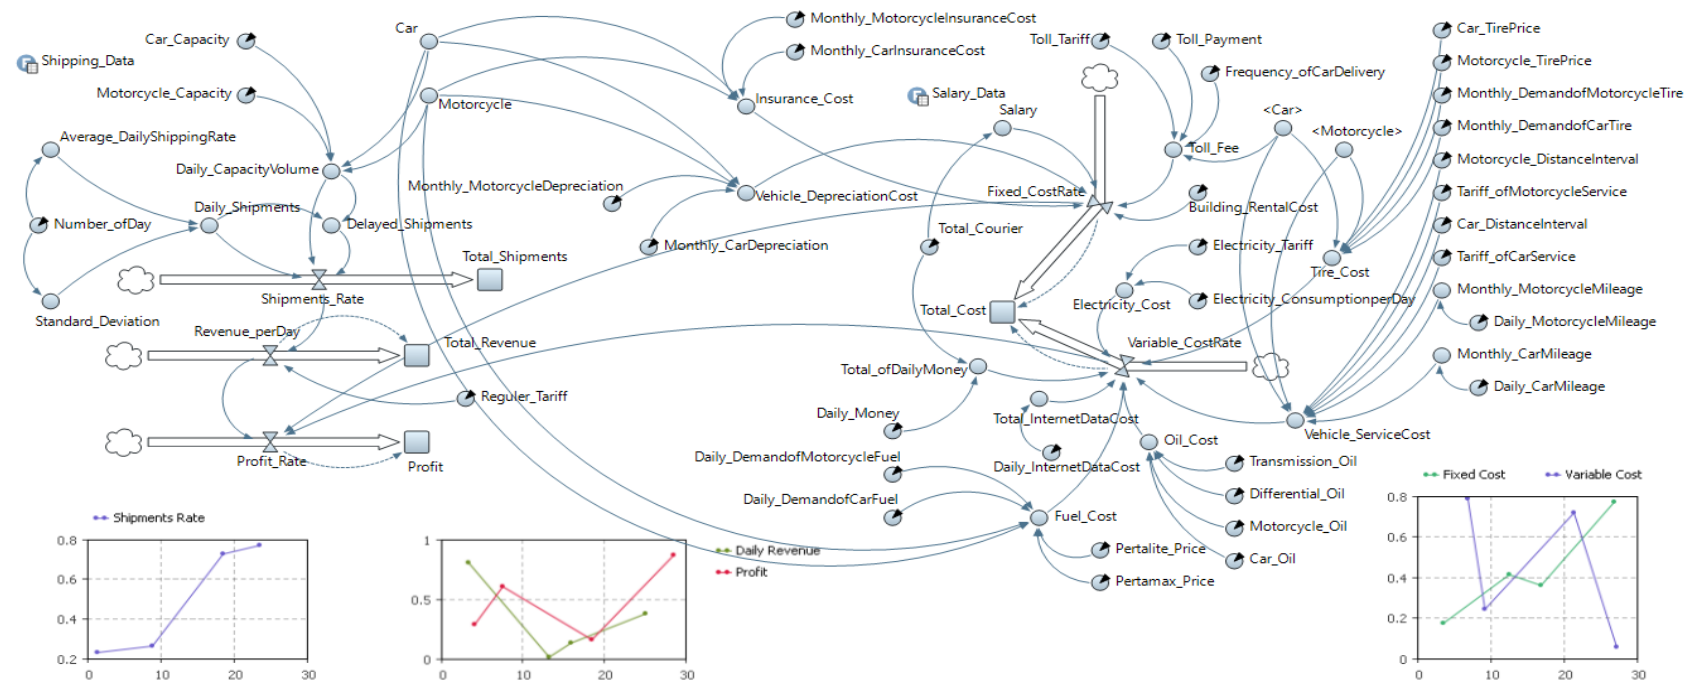 Car_Capacity
Shipping_Data
Motorcycle_Capacity
Average_DailyShippingRate
Daily_CapacityVolume
Number_ofDay
Daily_Shipments
Delayed_Shipments
Total_Shipments
Shipments_Rate
Standard_Deviation
Revenue_perDay
Total_Revenue
Reguler_Tariff
Profit_Rate
Profit
Car
Motorcycle
Monthly_MotorcycleInsuranceCost
Monthly_CarInsuranceCost
Insurance_Cost
Monthly_MotorcycleDepreciation
Vehicle_DepreciationCost
Monthly_CarDepreciation
Salary_Data
Salary
Total_Courier
Toll_Tariff
Toll_Payment
Frequency_ofCarDelivery
Toll_Fee
Fixed_CostRate
Building_RentalCost
<Car>
<Motorcycle>
Electricity_Tariff
Electricity_Cost
Electricity_ConsumptionperDay
Tire_Cost
Total_Cost
Variable_CostRate
Total_ofDailyMoney
Daily_Money
Total_InternetDataCost
Daily_InternetDataCost
Daily_DemandofMotorcycleFuel
Daily_DemandofCarFuel
Fuel_Cost
Pertalite_Price
Pertamax_Price
Oil_Cost
Transmission_Oil
Differential_Oil
Motorcycle_Oil
Car_Oil
Vehicle_ServiceCost
Car_TirePrice
Motorcycle_TirePrice
Monthly_DemandofMotorcycleTire
Monthly_DemandofCarTire
Motorcycle_DistanceInterval
Tariff_ofMotorcycleService
Car_DistanceInterval
Tariff_ofCarService
Monthly_MotorcycleMileage
Daily_MotorcycleMileage
Monthly_CarMileage
Daily_CarMileage
Shipments Rate
0.8
0.6
0.4
0.2
0 10 20 30
Daily Revenue
Profit
1
0.5
0
0 10 20 30
Fixed Cost Variable Cost
0.8
0.6
0.4
0.2
0
10 20 30